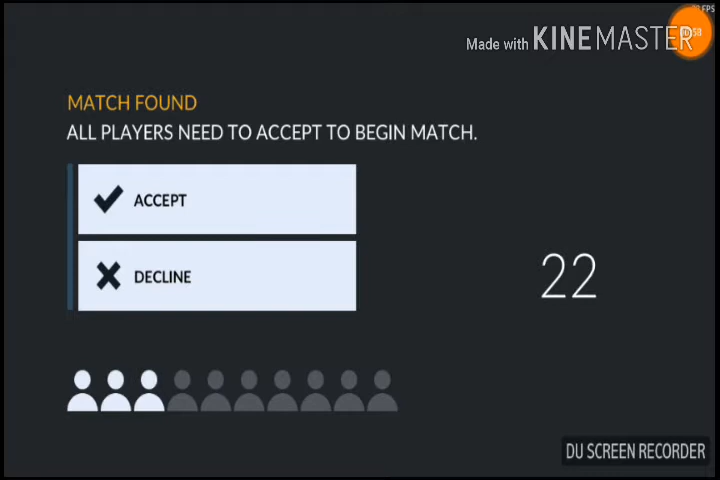 Made with KINEMASTER
MATCH FOUND
ALL PLAYERS NEED TO ACCEPT TO BEGIN MATCH.
ACCEPT
DECLINE
22
DU SCREEN RECORDER